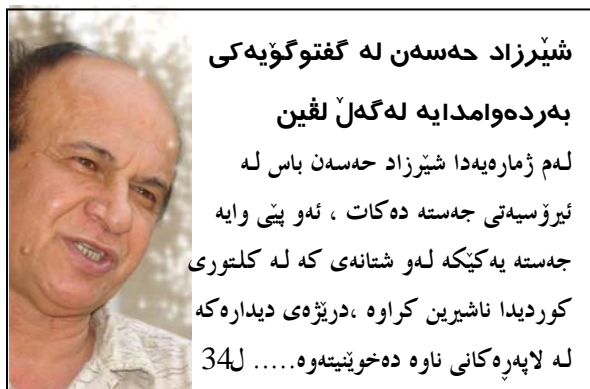 شێرزاد حەسەن لە گفتوگۆیەکی
بەردەوامدایە لەگەڵ لڤین
لەم ژمارەیەدا شێرزاد حەسەن باس لە
ئیرۆسیەتی جەستە دەکات ، ئەو پێی وایە
جەستە یەکێکە لەو شتانەی کە لە کلتوری
کوردیدا ناشیرین کراوە ،درێژەی دیدارەکە
لە لاپەڕەکانی ناوە دەخوێنیتەوە..... ل34